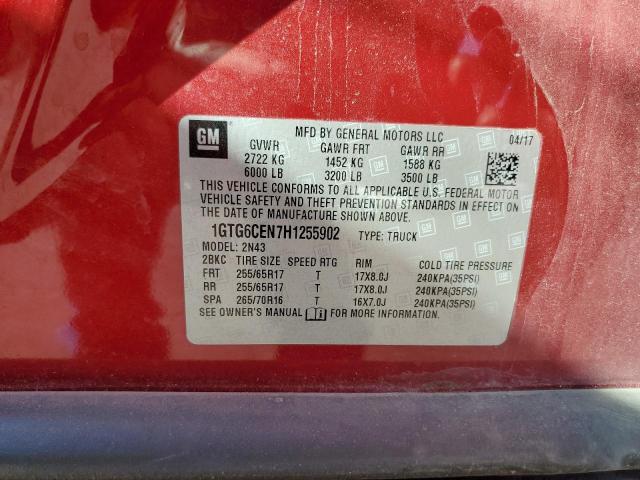 GM
MFD BY GENERAL MOTORS LLC 04/17
GVWR GAWR FRT GAWR RR
2722 KG 1452 KG 1588 KG
6000 LB 3200 LB 3500 LB
THIS VEHICLE CONFORMS TO ALL APPLICABLE U.S. FEDERAL MOTOR
VEHICLE SAFETY AND THEFT PREVENTION STANDARDS IN EFFECT ON
THE DATE OF MANUFACTURE SHOWN ABOVE.
1GTG6CEN7H1255902 TYPE: TRUCK
MODEL: 2N43
2BKC TIRE SIZE SPEED RTG RIM COLD TIRE PRESSURE
FRT 255/65R17 T 17X8.0J 240KPA(35PSI)
RR 255/65R17 T 17X8.0J 240KPA(35PSI)
SPA 265/70R16 T 16X7.0J 240KPA(35PSI)
SEE OWNER'S MANUAL FOR MORE INFORMATION.